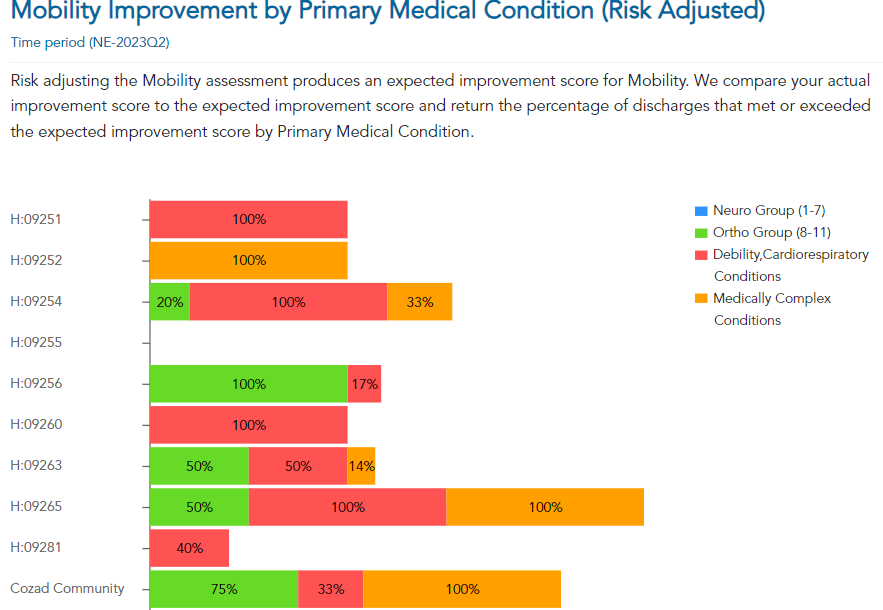 Mobility Improvement by Primary Medical Condition (Risk Adjusted)
Time period (NE-2023Q2)
Risk adjusting the Mobility assessment produces an expected improvement score for Mobility. We compare your actual
improvement score to the expected improvement score and return the percentage of discharges that met or exceeded
the expected improvement score by Primary Medical Condition.
Neuro Group (1-7)
Ortho Group (8-11)
Debility,Cardiorespiratory
Conditions
Medically Complex
Conditions
H:09251 100%
H:09252 100%
H:09254 20% 100% 33%
H:09255
H:09256 100% 17%
H:09260 100%
H:09263 50% 50% 14%
H:09265 50% 100% 100%
H:09281 40%
Cozad Community 75% 33% 100%